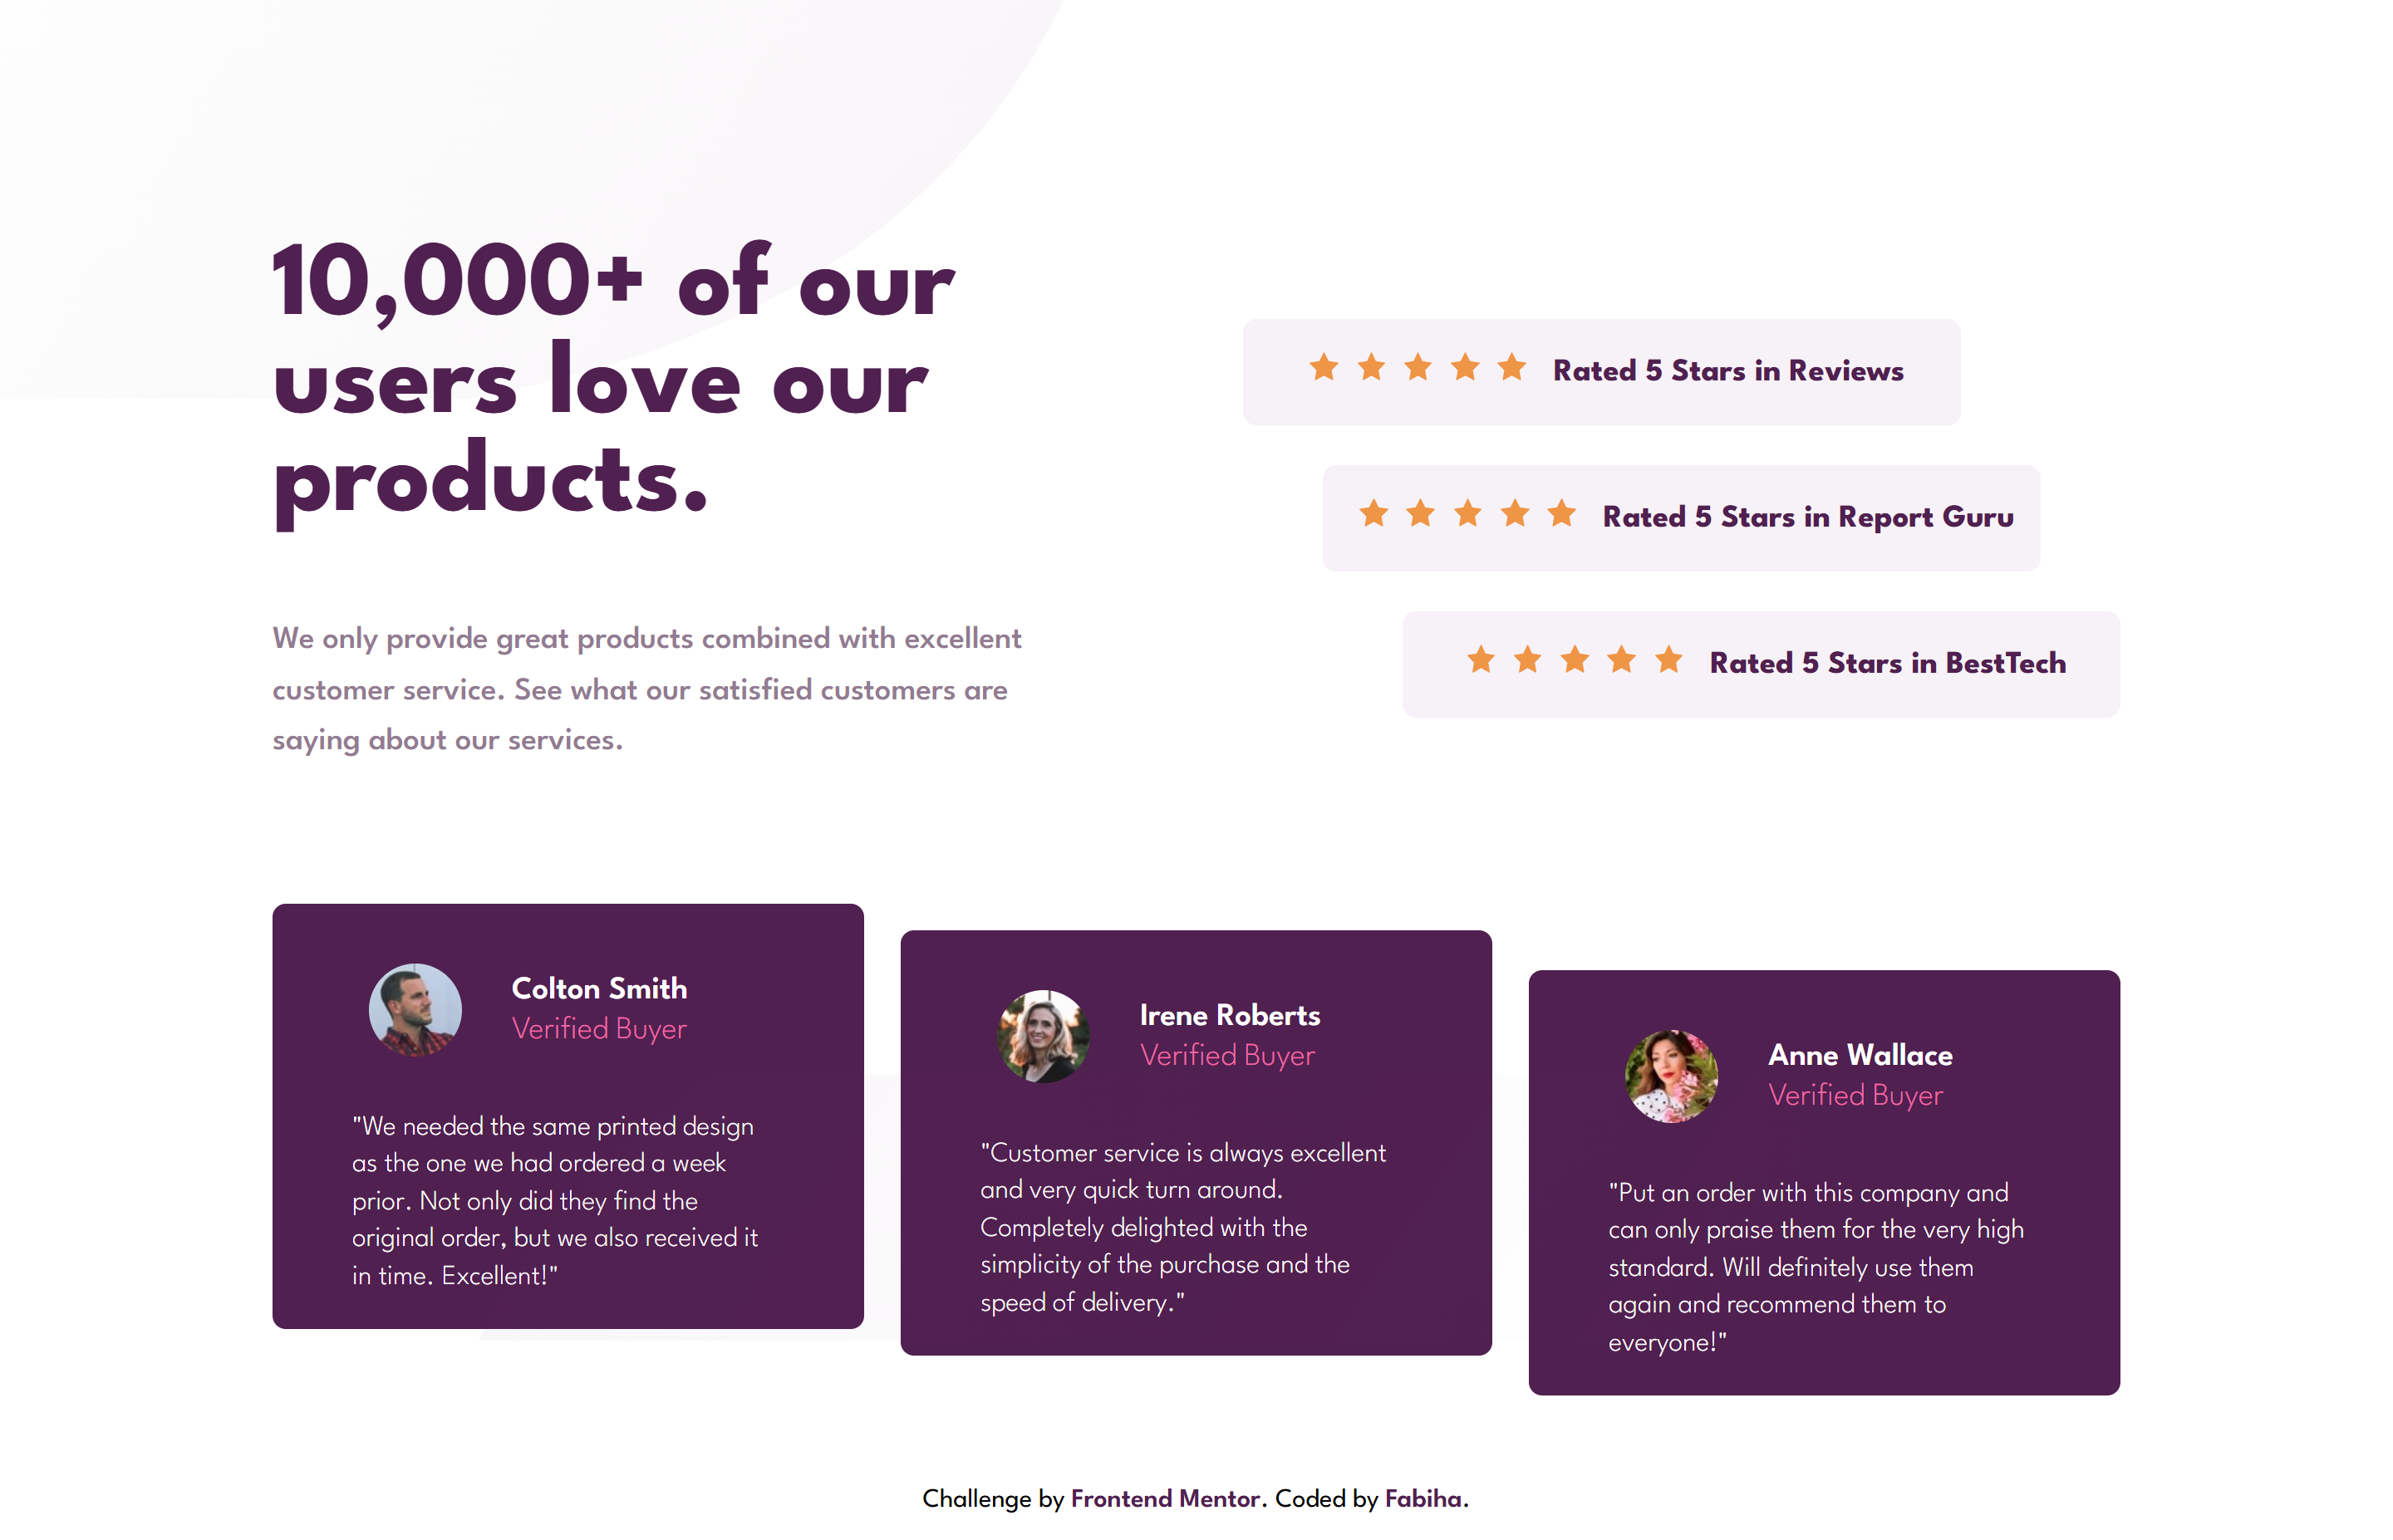 10,000+ of our
users love our
products.
We only provide great products combined with excellent
customer service. See what our satisfied customers are
saying about our services.
Rated 5 Stars in Reviews
Rated 5 Stars in Report Guru
Rated 5 Stars in BestTech
Colton Smith
Verified Buyer
"We needed the same printed design
as the one we had ordered a week
prior. Not only did they find the
original order, but we also received it
in time. Excellent!"
Irene Roberts
Verified Buyer
"Customer service is always excellent
and very quick turn around.
Completely delighted with the
simplicity of the purchase and the
speed of delivery."
Anne Wallace
Verified Buyer
"Put an order with this company and
can only praise them for the very high
standard. Will definitely use them
again and recommend them to
everyone!"
Challenge by Frontend Mentor. Coded by Fabiha.